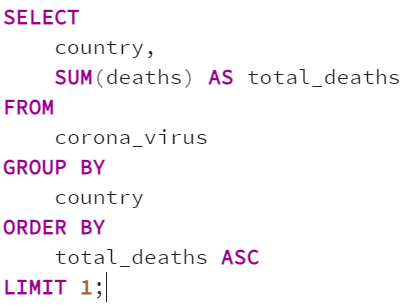 SELECT
    country,
    SUM(deaths) AS total_deaths
FROM
    corona_virus
GROUP BY
    country
ORDER BY
    total_deaths ASC
LIMIT 1;